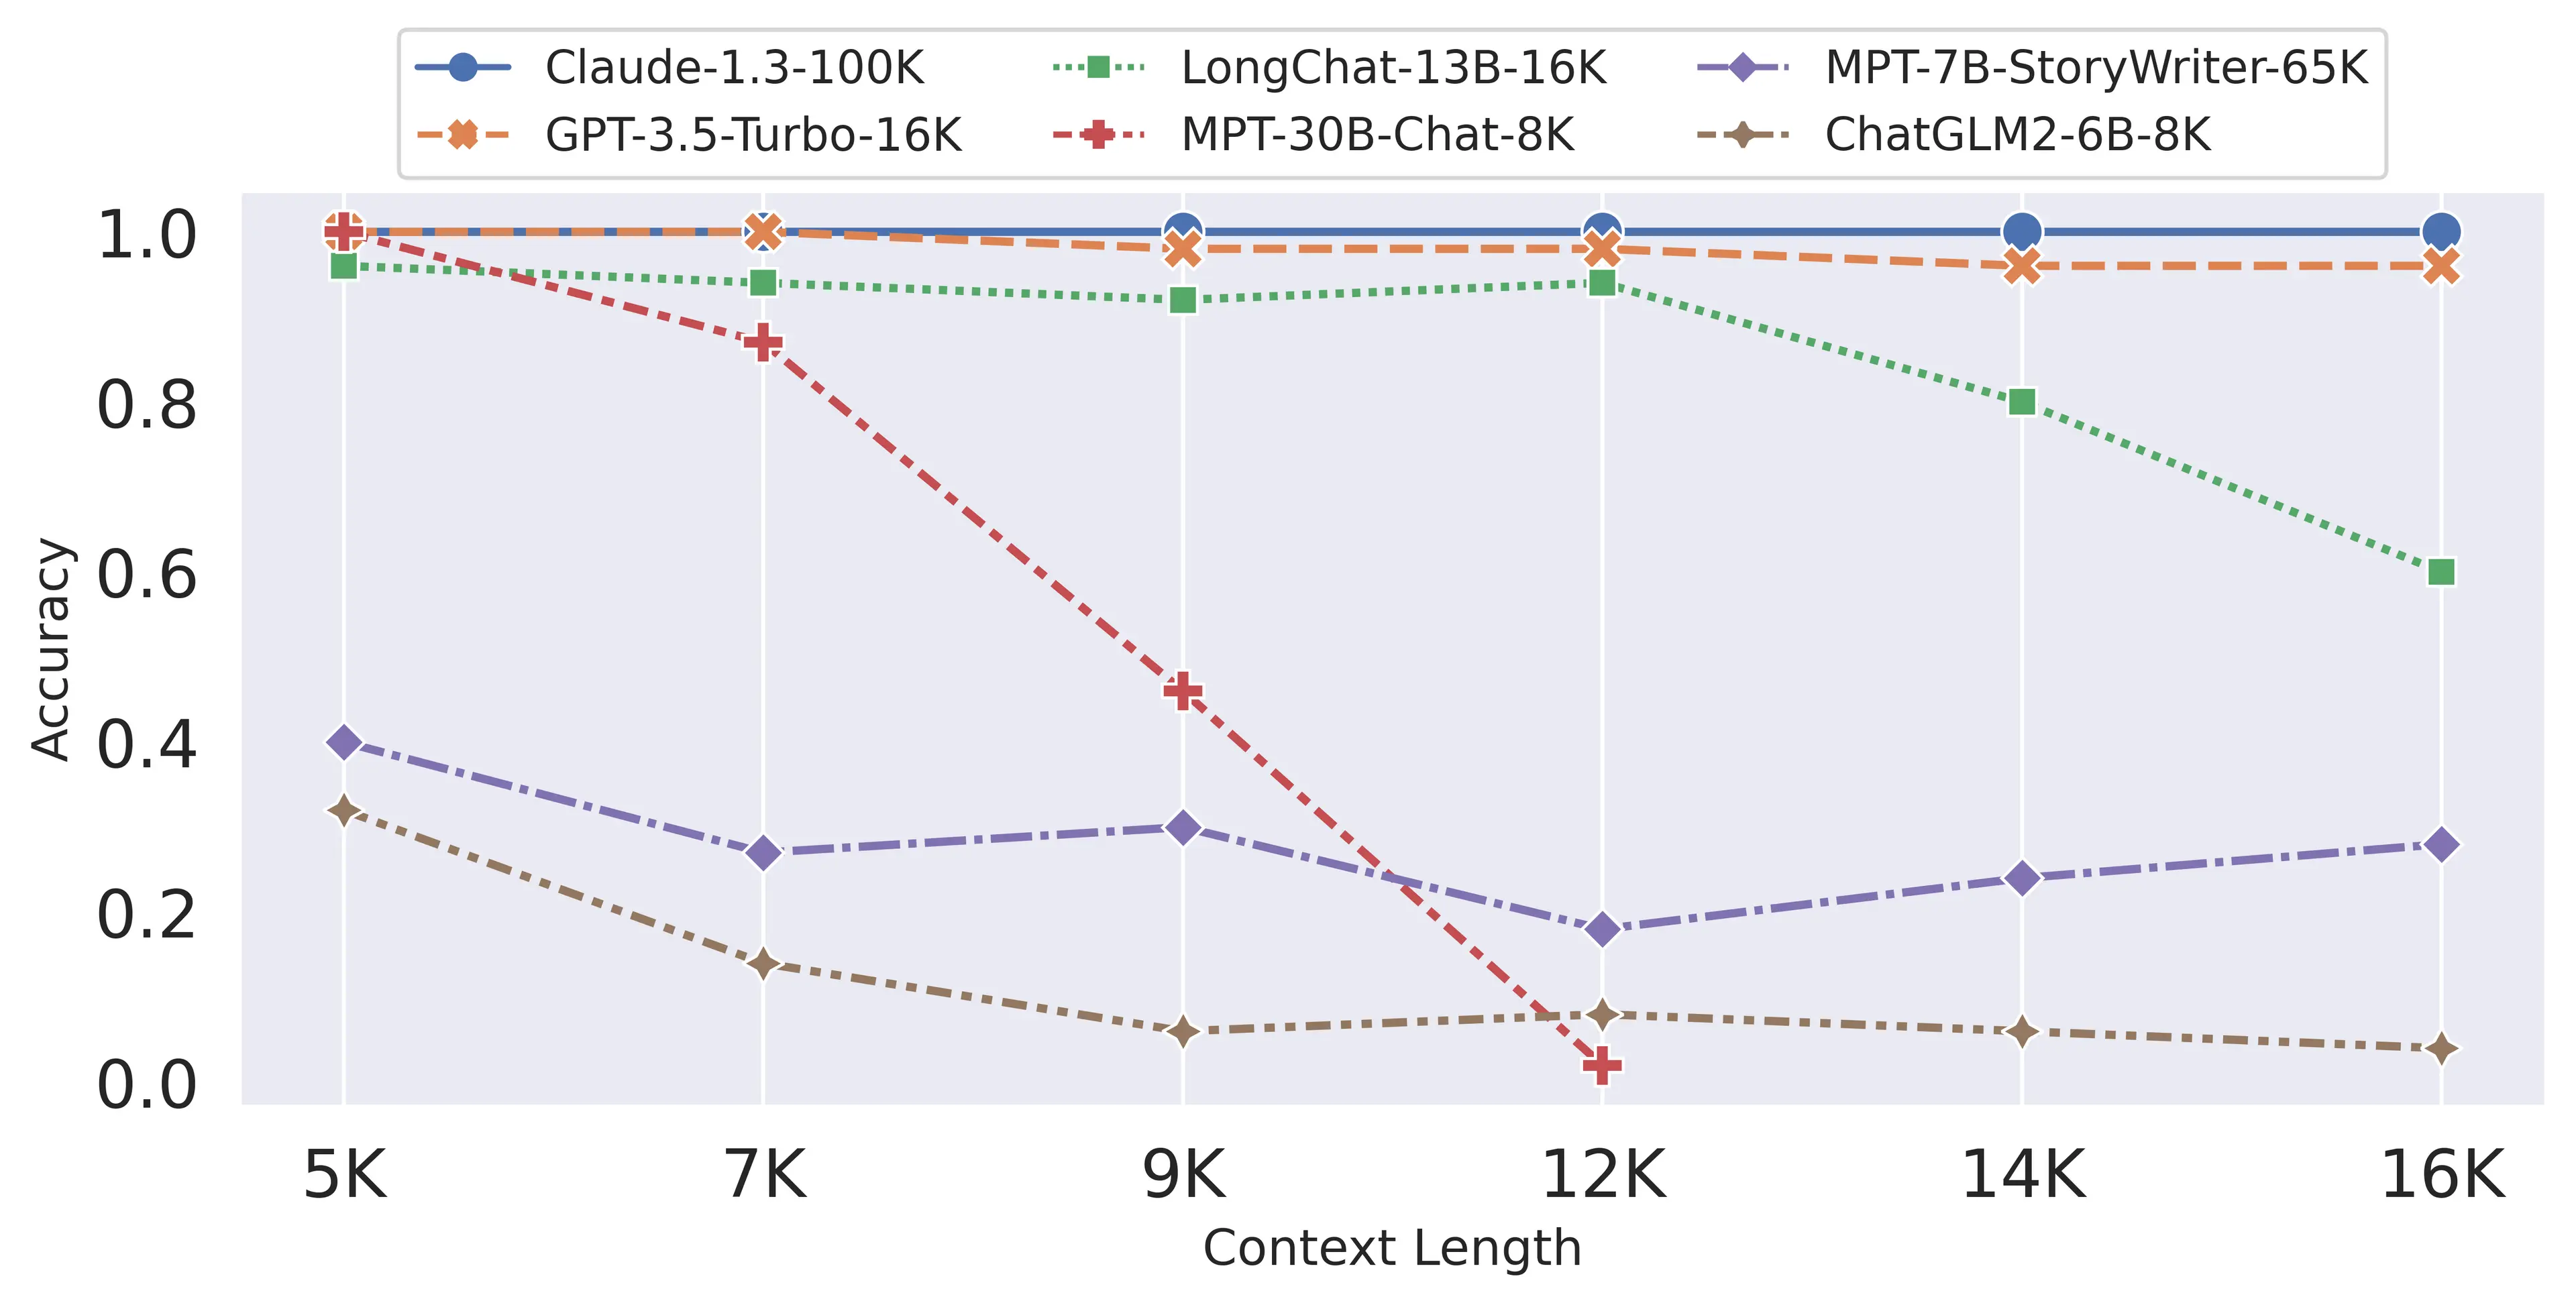 Claude-1.3-100K
GPT-3.5-Turbo-16K
LongChat-13B-16K
MPT-30B-Chat-8K
MPT-7B-StoryWriter-65K
ChatGLM2-6B-8K
1.0
0.8
0.6
0.4
0.2
0.0
Accuracy
5K 7K 9K 12K 14K 16K
Context Length